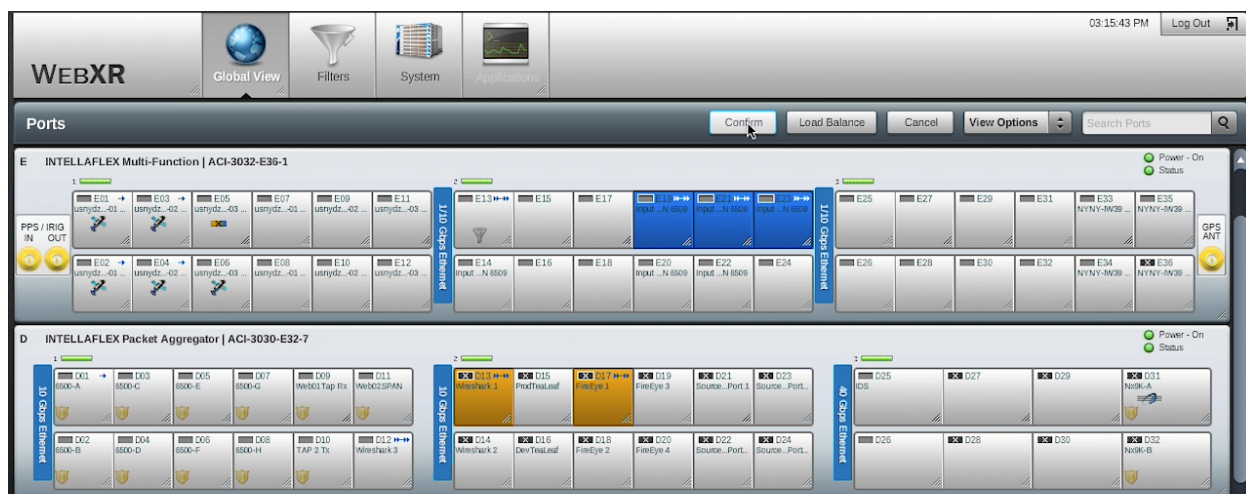 03:15:43 PM Log Out
WEBXR Global View Filters System Applications
Ports Confirm Load Balance Cancel View Options Search Ports
E INTELLAFLEX Multi-Function | ACI-3032-E36-1 Power - On
Status
1 2 3
E01 E03 E05 E07 E09 E11 E13 E15 E17 E19 E21 E23 E25 E27 E29 E31 E33 E35
usnydz...-01 ... usnydz...-02 ... usnydz...-03 ... usnydz...-01 ... usnydz...-02 ... usnydz...-03 ... Input ...N 6509 Input ...N 6509 Input ...N 6509 NYNY-IW39 ... NYNY-IW39 ...
PPS / IRIG
IN OUT
GPS
ANT
1/10 Gbps Ethernet
1/10 Gbps Ethernet
E02 E04 E06 E08 E10 E12 E14 E16 E18 E20 E22 E24 E26 E28 E30 E32 E34 E36
usnydz...-01 ... usnydz...-02 ... usnydz...-03 ... usnydz...-01 ... usnydz...-02 ... usnydz...-03 ... Input ...N 6509 Input ...N 6509 Input ...N 6509 NYNY-IW39 ... NYNY-IW39 ...
D INTELLAFLEX Packet Aggregator | ACI-3030-E32-7 Power - On
Status
1 2 3
D01 D03 D05 D07 D09 D11 D13 D15 D17 D19 D21 D23 D25 D27 D29 D31
6500-A 6500-C 6500-E 6500-G Web01Tap Rx Web02SPAN Wireshark 1 ProdTeaLeaf FireEye 1 FireEye 3 Source...Port 1 Source...Port... IDS Nx9K-A
10 Gbps Ethernet
10 Gbps Ethernet
40 Gbps Ethernet
D02 D04 D06 D08 D10 D12 D14 D16 D18 D20 D22 D24 D26 D28 D30 D32
6500-B 6500-D 6500-F 6500-H TAP 2 Tx Wireshark 3 Wireshark 2 DevTeaLeaf FireEye 2 FireEye 4 Source...Port... Source...Port... Nx9K-B